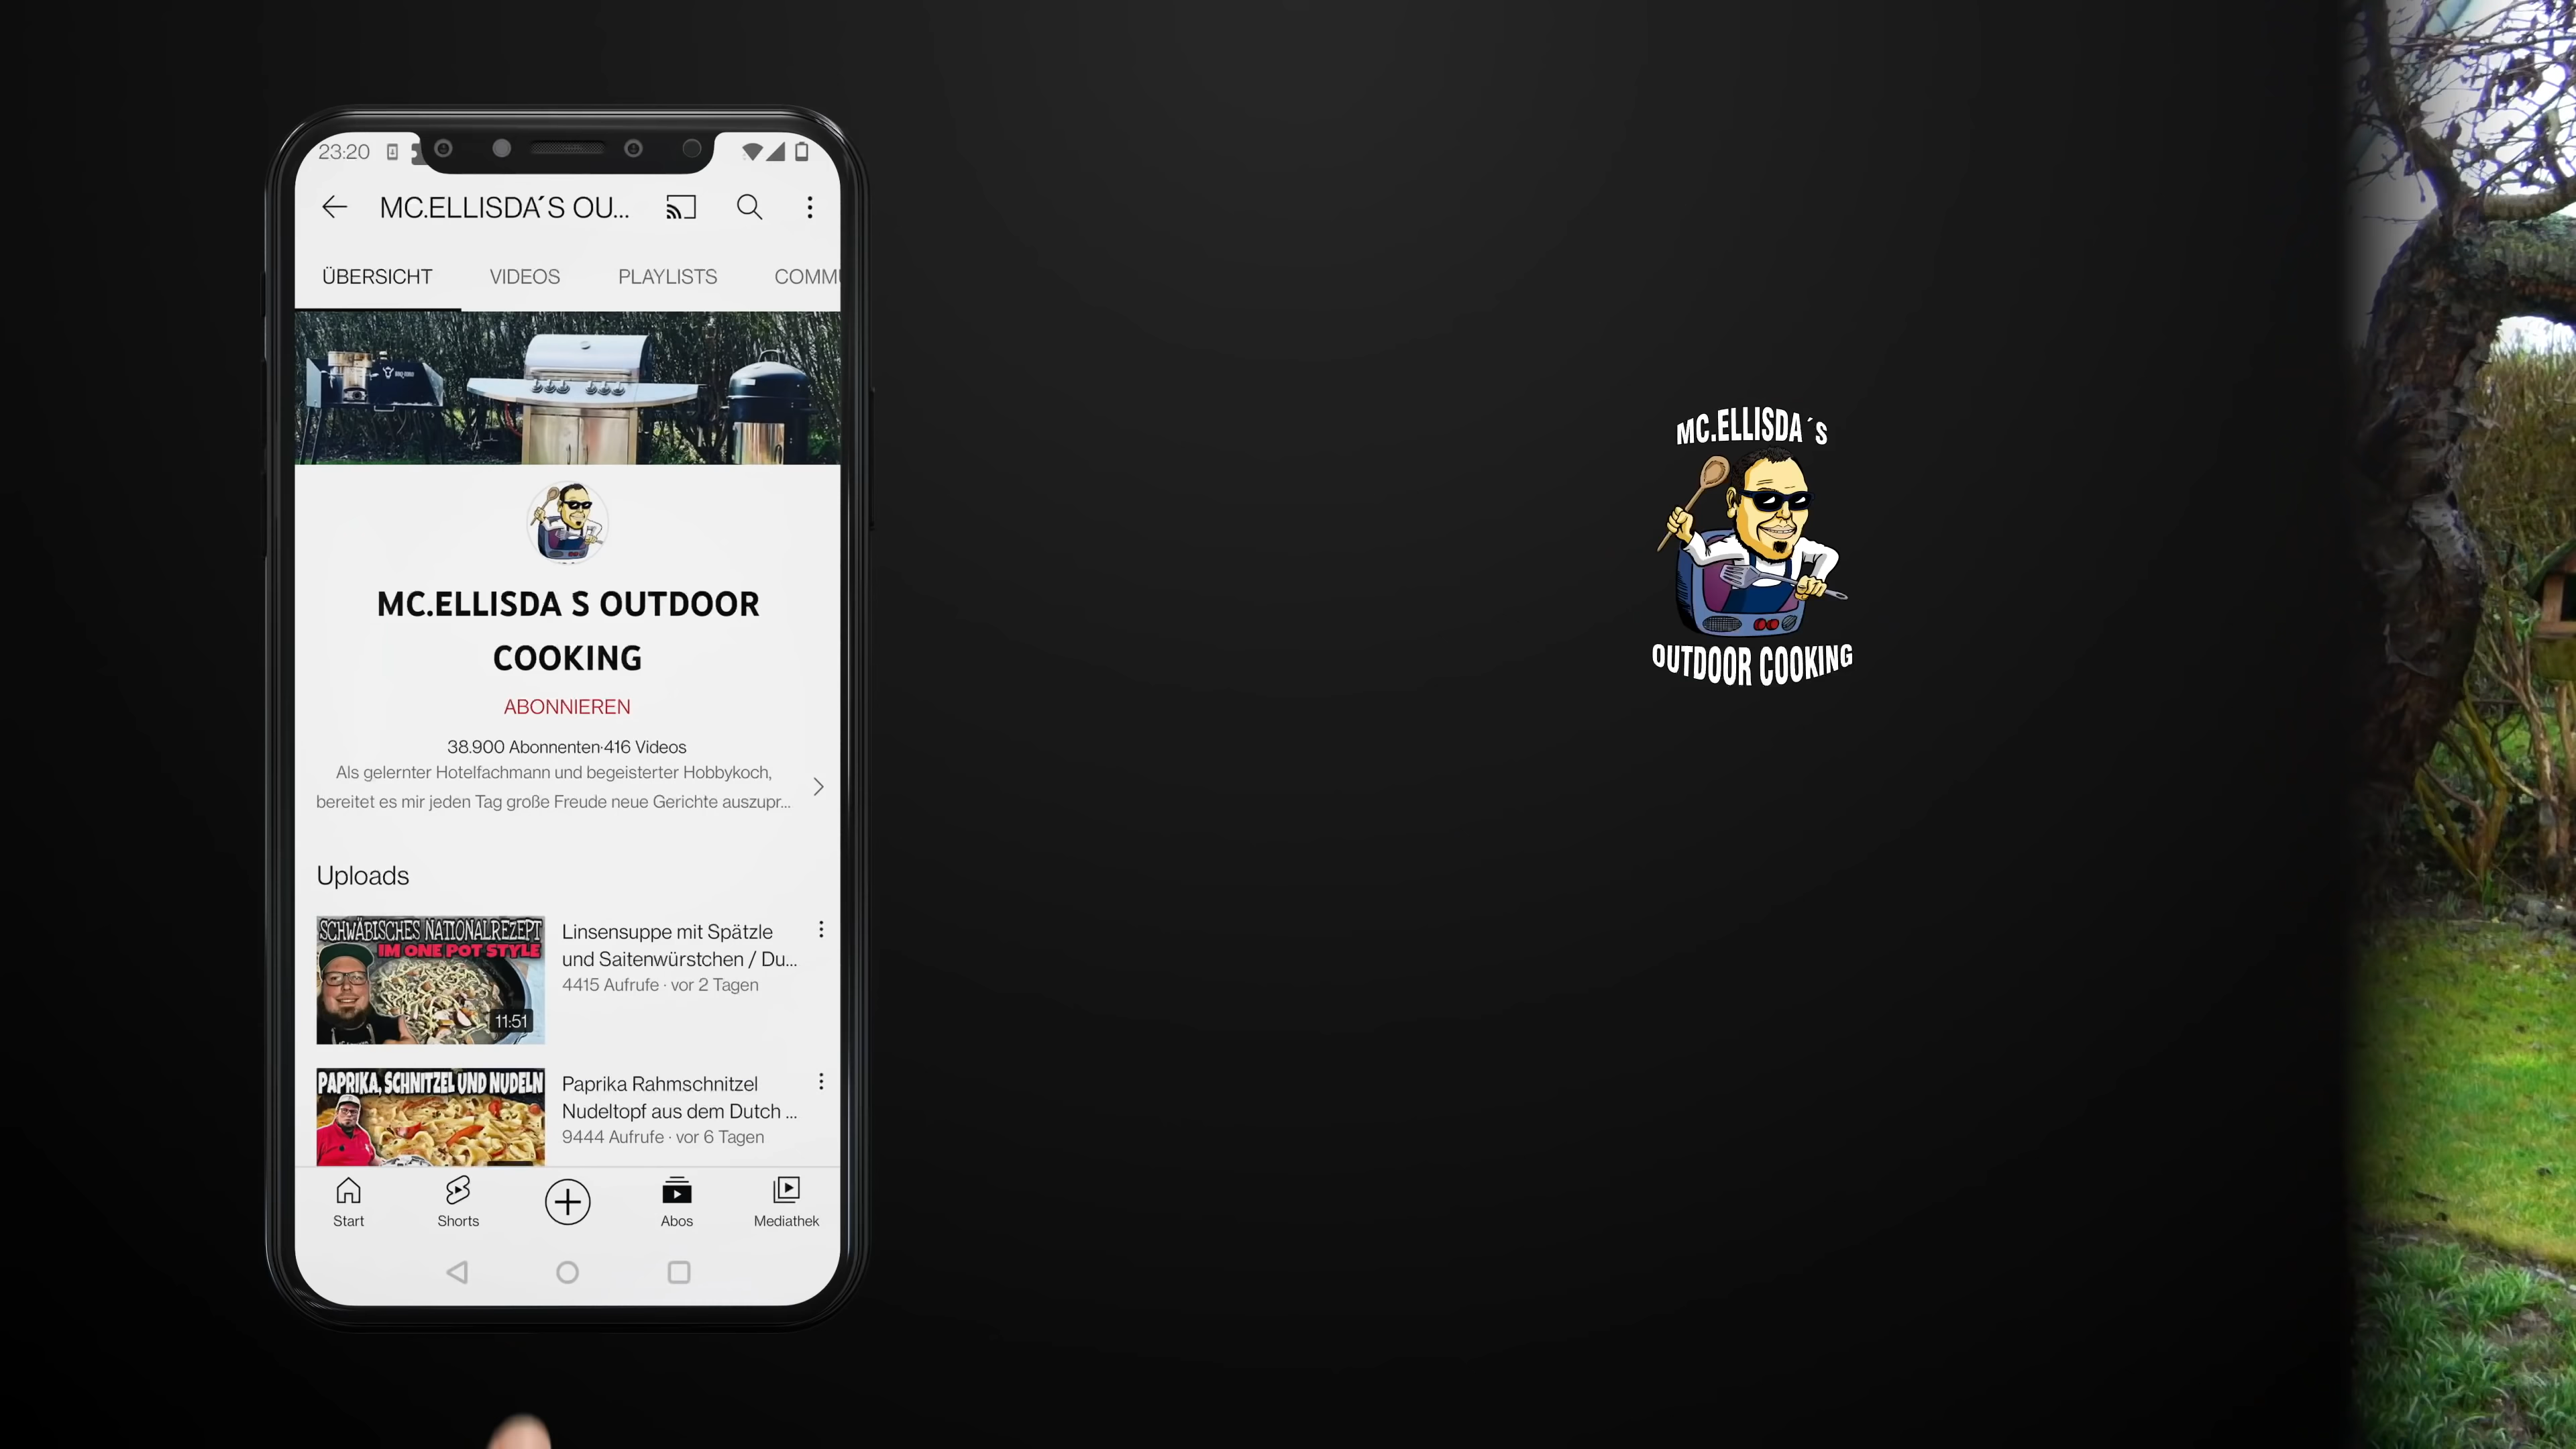 23:20
MC.ELLISDA´S OU...
ÜBERSICHT VIDEOS PLAYLISTS COMMU
MC.ELLISDA S OUTDOOR
COOKING
ABONNIEREN
38.900 Abonnenten·416 Videos
Als gelernter Hotelfachmann und begeisterter Hobbykoch,
bereitet es mir jeden Tag große Freude neue Gerichte auszupr...
Uploads
SCHWÄBISCHES NATIONALREZEPT
IM ONE POT STYLE
11:51
Linsensuppe mit Spätzle
und Saitenwürstchen / Du...
4415 Aufrufe · vor 2 Tagen
PAPRIKA, SCHNITZEL UND NUDELN
Paprika Rahmschnitzel
Nudeltopf aus dem Dutch ...
9444 Aufrufe · vor 6 Tagen
Start Shorts Abos Mediathek
MC.ELLISDA´S
OUTDOOR COOKING